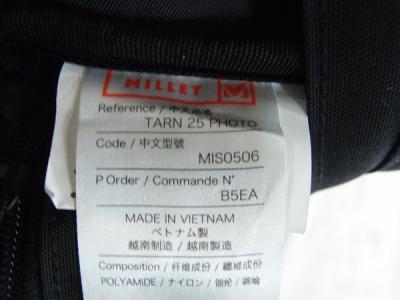 MILLET M
Reference / 中文品名
TARN 25 PHOTO
Code / 中文型號
MIS0506
P Order / Commande N°
B5EA
MADE IN VIETNAM
ベトナム製
越南制造 / 越南製造
Composition / 纤维成份 / 纖維成份
POLYAMIDE / ナイロン / 锦纶 / 錦綸